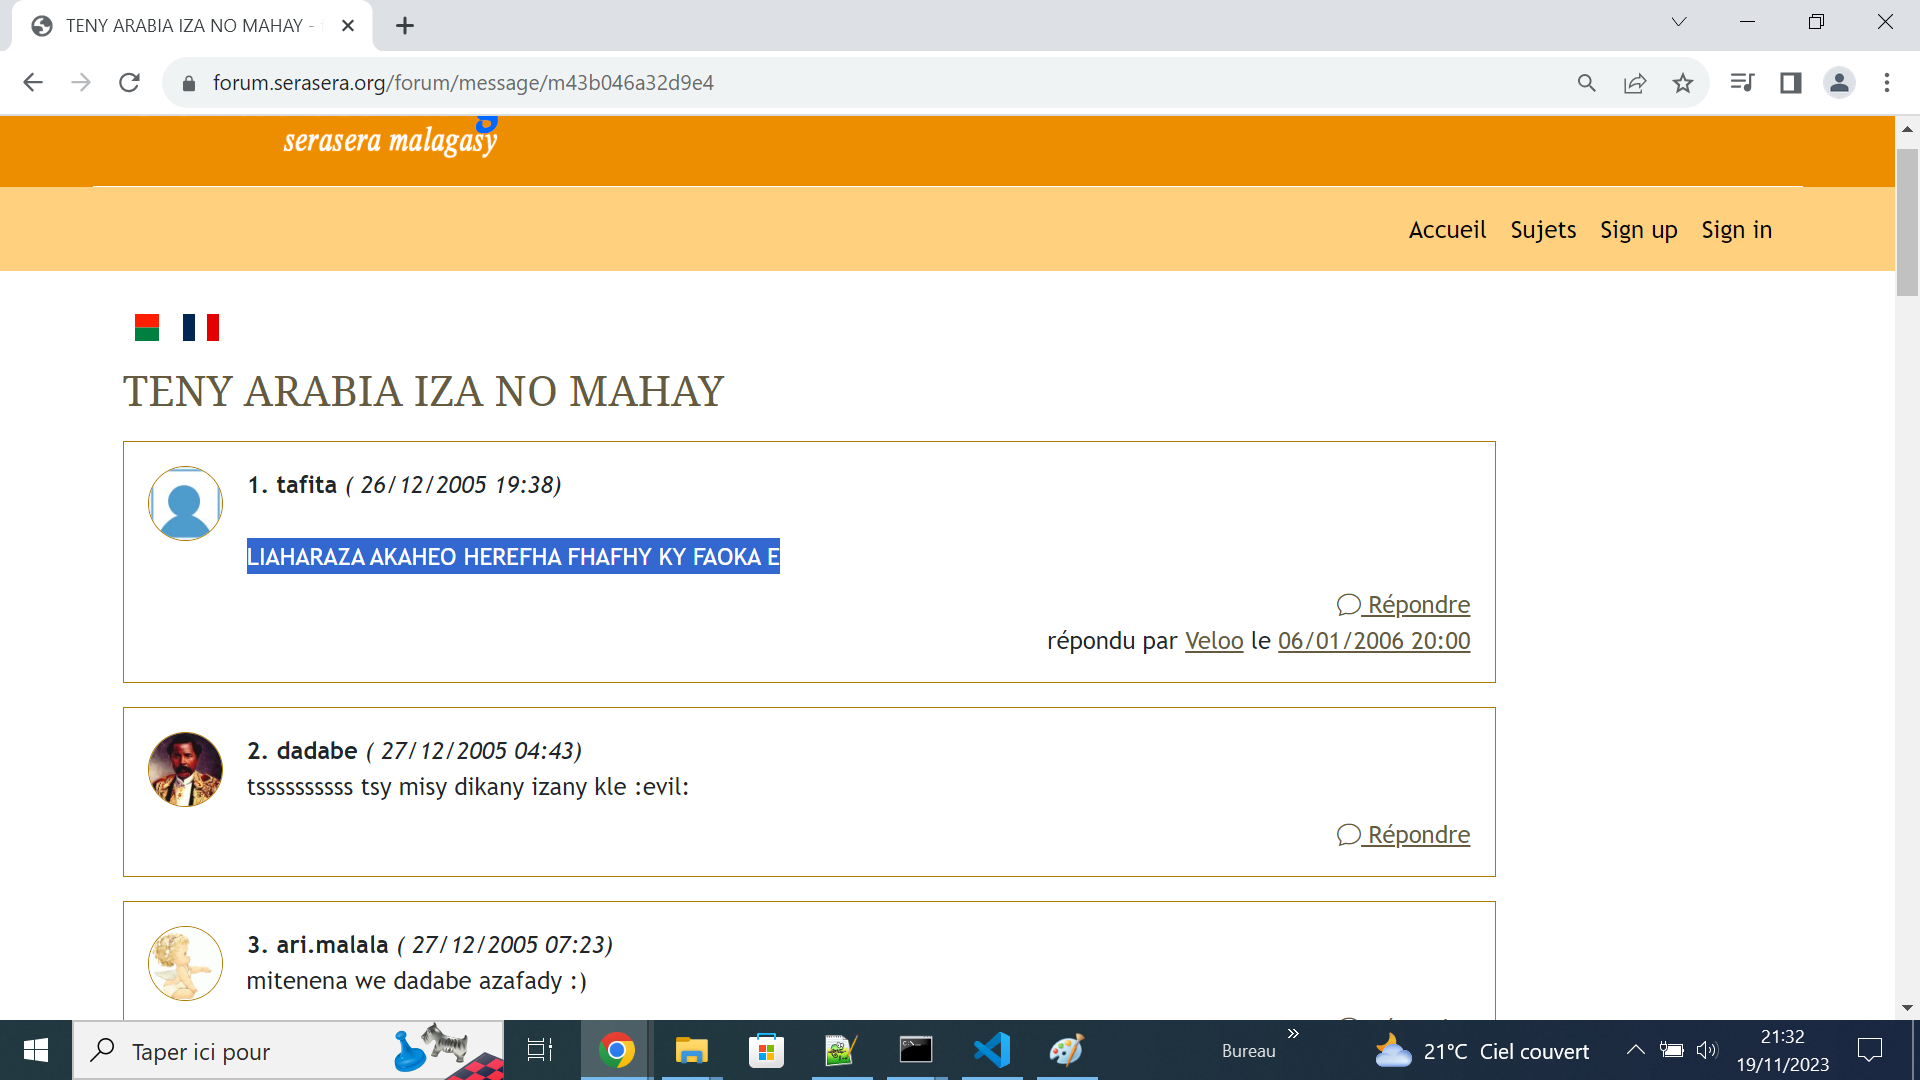 TENY ARABIA IZA NO MAHAY -
forum.serasera.org/forum/message/m43b046a32d9e4
serasera malagasy
Accueil Sujets Sign up Sign in
TENY ARABIA IZA NO MAHAY
1. tafita ( 26/12/2005 19:38)
LIAHARAZA AKAHEO HEREFHA FHAFHY KY FAOKA E
Répondre
répondu par Veloo le 06/01/2006 20:00
2. dadabe ( 27/12/2005 04:43)
tssssssssss tsy misy dikany izany kle :evil:
Répondre
3. ari.malala ( 27/12/2005 07:23)
mitenena we dadabe azafady :)
Taper ici pour
Bureau
21°C Ciel couvert
21:32
19/11/2023